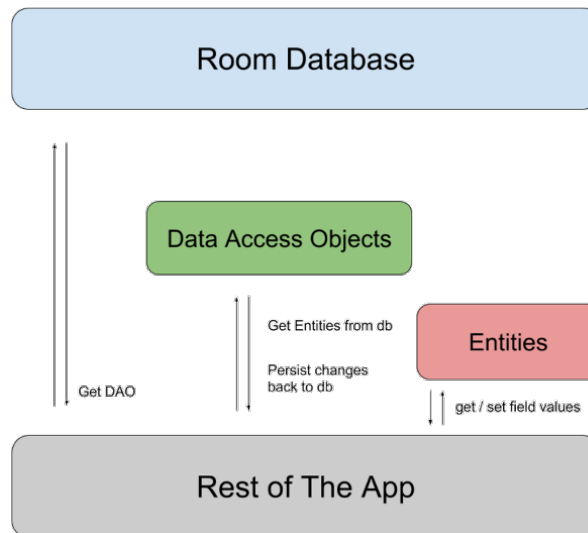 Room Database
Data Access Objects
Get Entities from db
Entities
Persist changes
back to db
Get DAO
get / set field values
Rest of The App